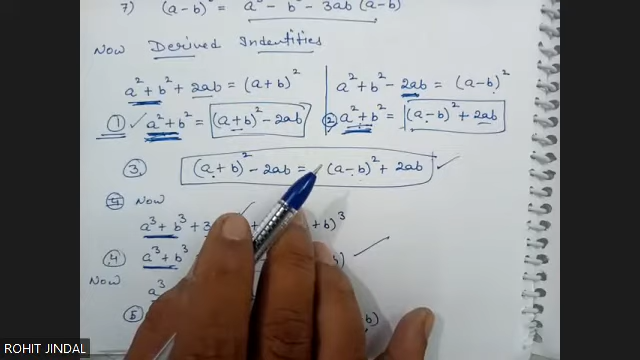 7) (a-b)³ = a³ - b³ - 3ab (a-b)
Now Derived Indentities
a² + b² + 2ab = (a+b)²
a² + b² - 2ab = (a-b)²
① a² + b² = (a+b)² - 2ab
② a² + b² = (a-b)² + 2ab
3. (a+b)² - 2ab = (a-b)² + 2ab
④ Now
a³ + b³ + 3 + b)³
④. a³ + b³
Now
a³
⑤
ROHIT JINDAL